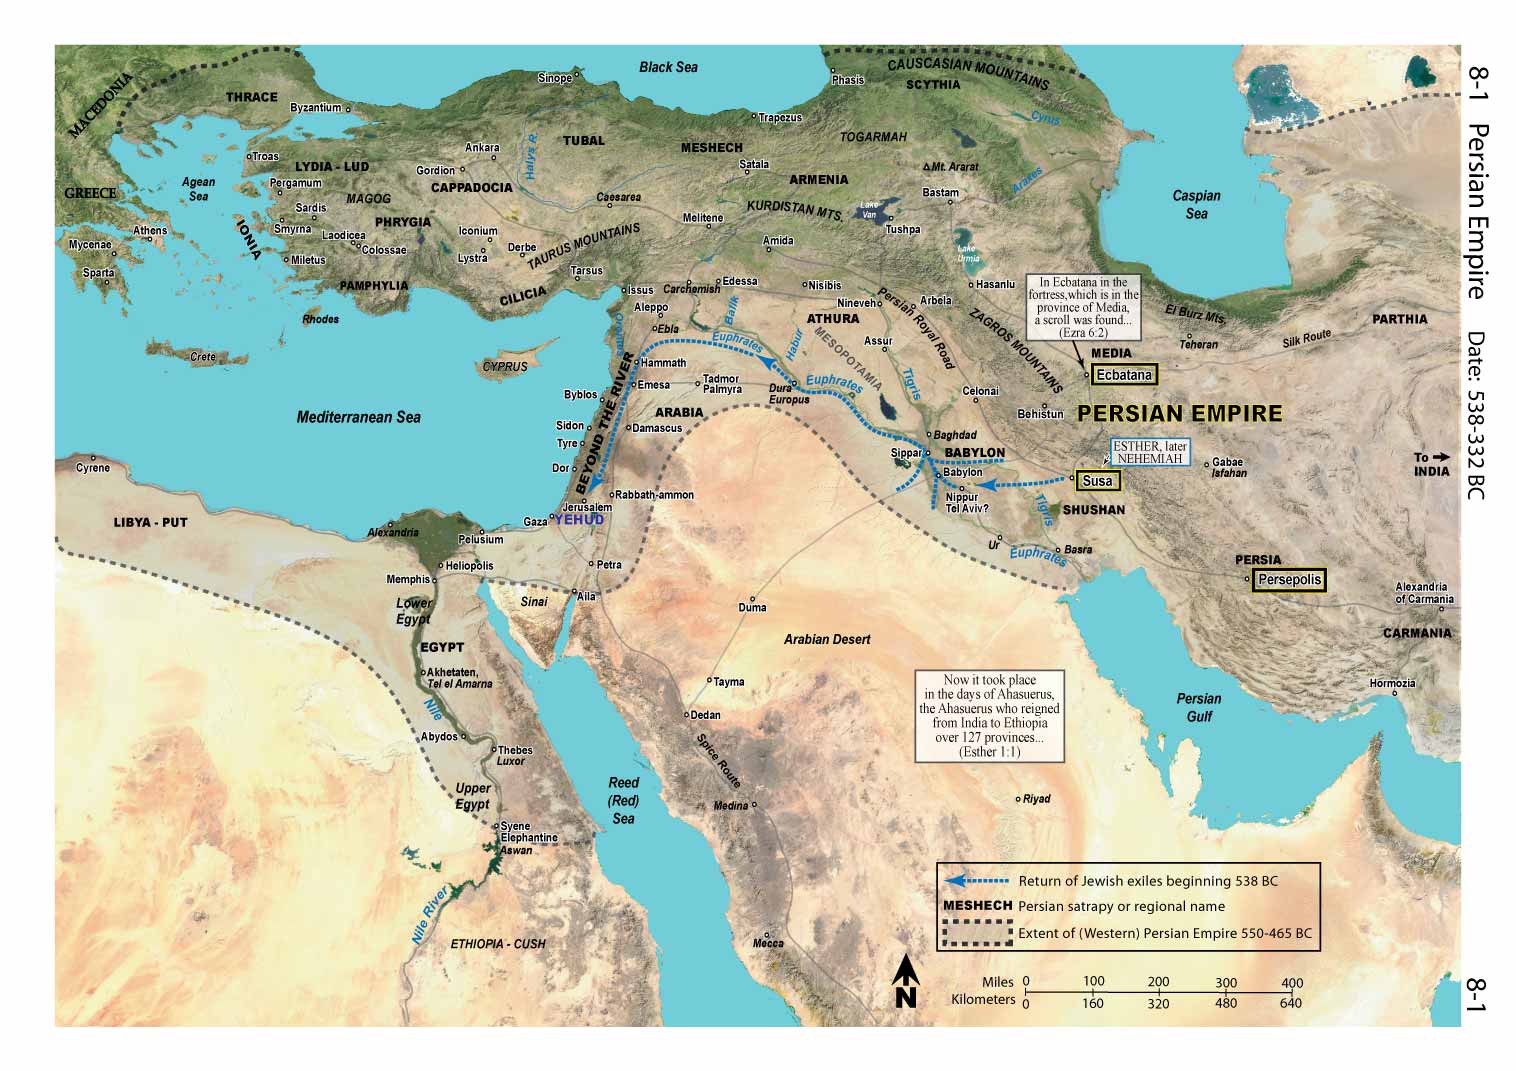 8-1 Persian Empire Date: 538-332 BC
8-1
Black Sea
CAUSCASIAN MOUNTAINS
SCYTHIA
Sinope
Phasis
MACEDONIA
THRACE
Byzantium
Trapezus
Cyrus
TUBAL
TOGARMAH
MESHECH
Halys R.
Ankara
Troas
LYDIA - LUD
Gordion
Satala
Mt. Ararat
Pergamum
CAPPADOCIA
ARMENIA
Araxes
GREECE
Agean
Sea
MAGOG
Caesarea
Bastam
Caspian
Sea
Sardis
KURDISTAN MTS.
Lake
Van
IONIA
Smyrna
PHRYGIA
Melitene
Tushpa
Athens
Laodicea
Colossae
Iconium
Derbe
TAURUS MOUNTAINS
Amida
Mycenae
Lystra
Lake
Urmia
Miletus
Sparta
Tarsus
PAMPHYLIA
CILICIA
Issus
Carchemish
Edessa
Nisibis
Hasanlu
In Ecbatana in the
fortress,which is in the
province of Media,
a scroll was found...
(Ezra 6:2)
Aleppo
Balik
Nineveh
Arbela
Persian Royal Road
ZAGROS MOUNTAINS
El Burz Mts.
PARTHIA
Rhodes
Orontes
Ebla
ATHURA
Teheran
Silk Route
Crete
Euphrates
Habur
MESOPOTAMIA
Assur
MEDIA
CYPRUS
Hammath
Ecbatana
BEYOND THE RIVER
Emesa
Tadmor
Palmyra
Dura
Europus
Euphrates
Tigris
Celonai
Byblos
Behistun
PERSIAN EMPIRE
Mediterranean Sea
ARABIA
Sidon
Damascus
Baghdad
Tyre
Sippar
BABYLON
ESTHER, later
NEHEMIAH
Gabae
Isfahan
To
INDIA
Cyrene
Dor
Babylon
Susa
Rabbath-ammon
Nippur
Tel Aviv?
Jerusalem
Tigris
SHUSHAN
LIBYA - PUT
Gaza
YEHUD
Alexandria
Pelusium
Ur
Euphrates
Basra
Heliopolis
Petra
PERSIA
Persepolis
Memphis
Alexandria
of Carmania
Lower
Egypt
Sinai
Aila
Duma
EGYPT
Arabian Desert
CARMANIA
Akhetaten,
Tel el Amarna
Tayma
Now it took place
in the days of Ahasuerus,
the Ahasuerus who reigned
from India to Ethiopia
over 127 provinces...
(Esther 1:1)
Hormozia
Nile
Persian
Gulf
Dedan
Abydos
Thebes
Luxor
Spice Route
Upper
Egypt
Reed
(Red)
Sea
Medina
Riyad
Syene
Elephantine
Aswan
Nile River
Return of Jewish exiles beginning 538 BC
MESHECH Persian satrapy or regional name
Extent of (Western) Persian Empire 550-465 BC
ETHIOPIA - CUSH
Mecca
N
Miles 0 100 200 300 400
Kilometers 0 160 320 480 640